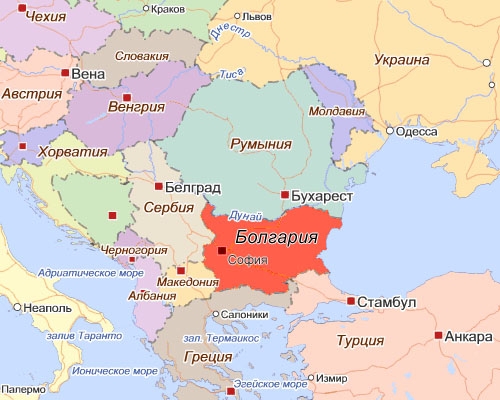 Чехия
Краков
Львов
Днестр
Словакия
Украина
Вена
Тиса
Австрия
Венгрия
Молдавия
Одесса
Хорватия
Румыния
Белград
Бухарест
Сербия
Дунай
Болгария
Черногория
София
Адриатическое море
Македония
Албания
Стамбул
Неаполь
Салоники
залив Таранто
зал. Термаикос
Турция
Анкара
Греция
Ионическое море
Измир
Эгейское море
Палермо